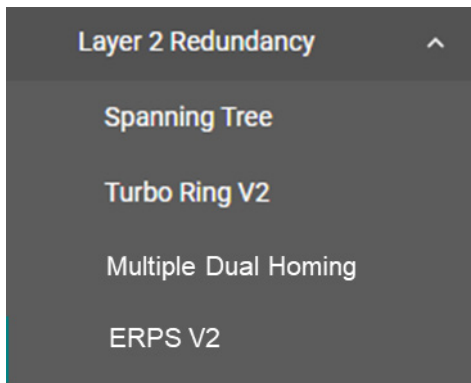 Layer 2 Redundancy
Spanning Tree
Turbo Ring V2
Multiple Dual Homing
ERPS V2